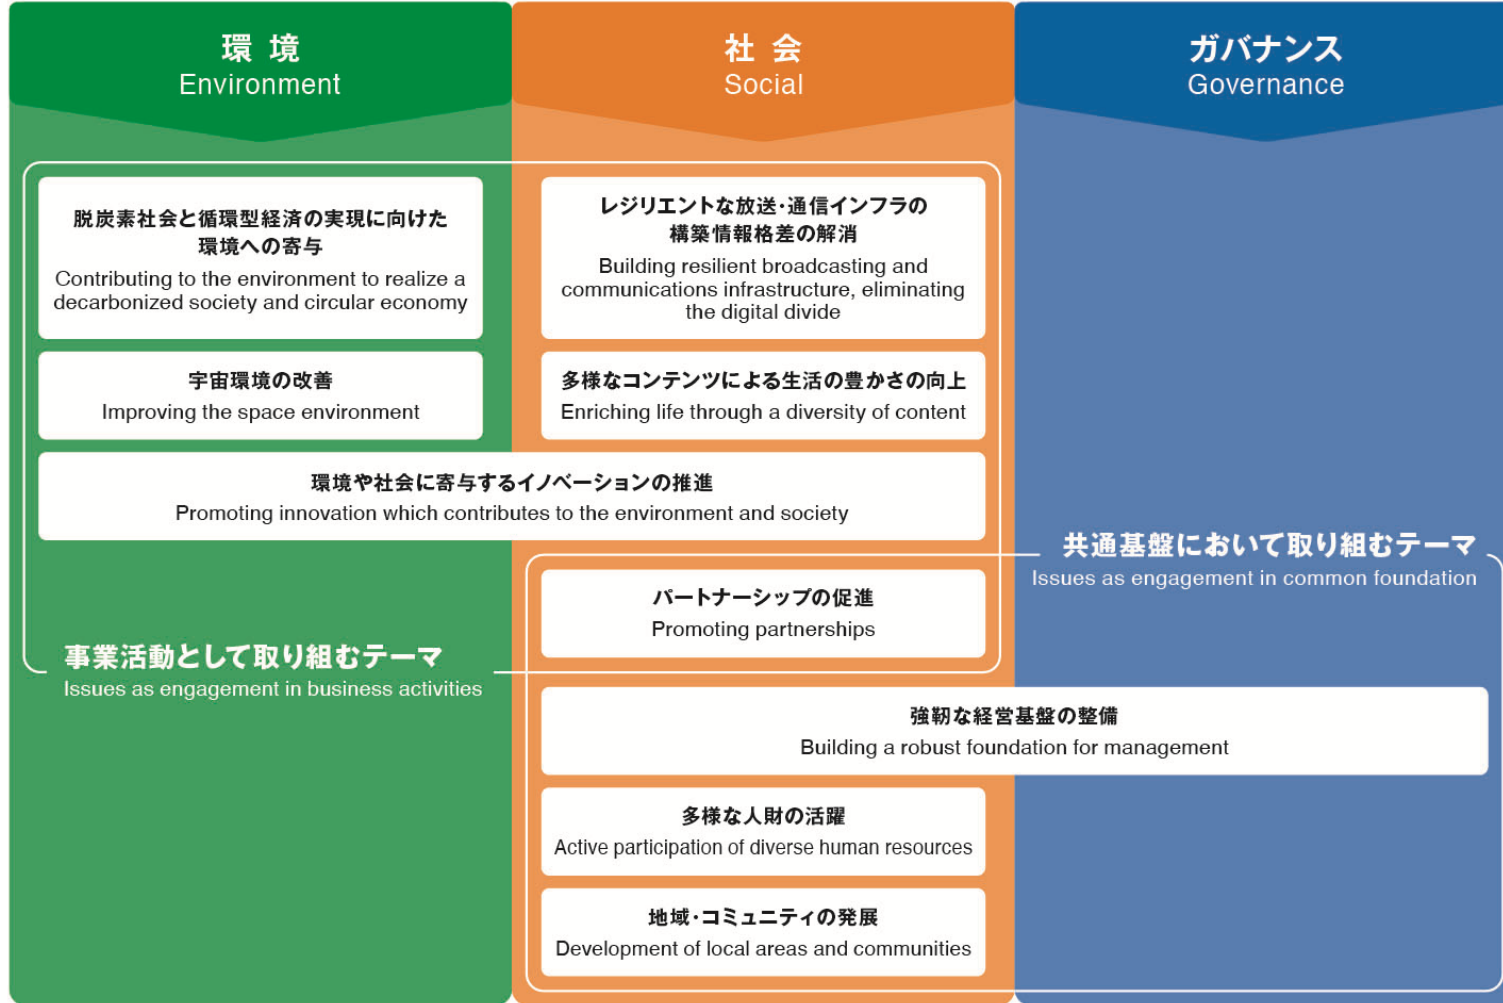 環 境
Environment
社 会
Social
ガバナンス
Governance
脱炭素社会と循環型経済の実現に向けた
環境への寄与
Contributing to the environment to realize a
decarbonized society and circular economy
レジリエントな放送・通信インフラの
構築情報格差の解消
Building resilient broadcasting and
communications infrastructure, eliminating
the digital divide
宇宙環境の改善
Improving the space environment
多様なコンテンツによる生活の豊かさの向上
Enriching life through a diversity of content
環境や社会に寄与するイノベーションの推進
Promoting innovation which contributes to the environment and society
共通基盤において取り組むテーマ
Issues as engagement in common foundation
パートナーシップの促進
Promoting partnerships
事業活動として取り組むテーマ
Issues as engagement in business activities
強靭な経営基盤の整備
Building a robust foundation for management
多様な人財の活躍
Active participation of diverse human resources
地域・コミュニティの発展
Development of local areas and communities